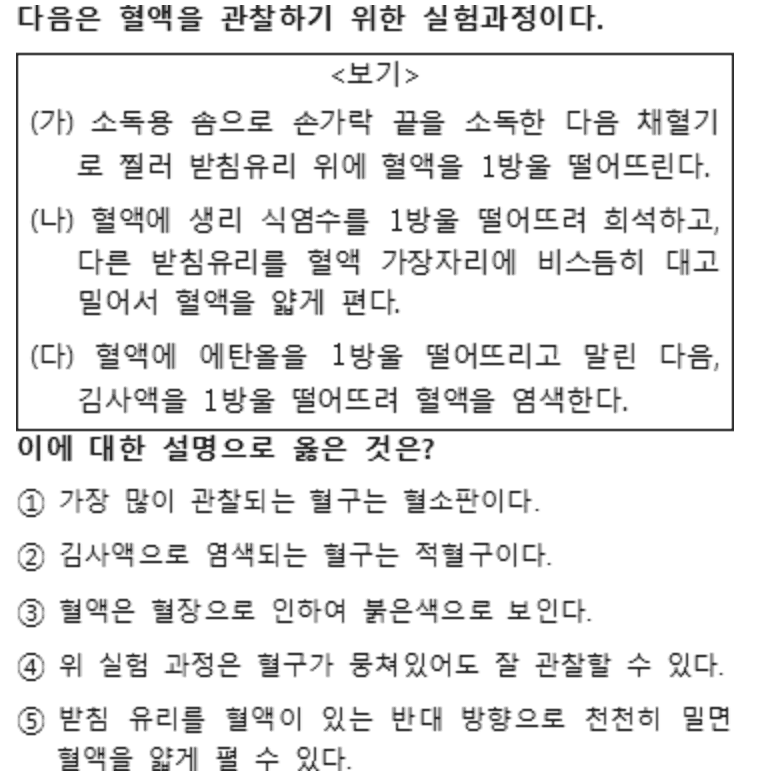 다음은 혈액을 관찰하기 위한 실험과정이다.
<보기>
(가) 소독용 솜으로 손가락 끝을 소독한 다음 채혈기
로 찔러 받침유리 위에 혈액을 1방울 떨어뜨린다.
(나) 혈액에 생리 식염수를 1방울 떨어뜨려 희석하고,
다른 받침유리를 혈액 가장자리에 비스듬히 대고
밀어서 혈액을 얇게 편다.
(다) 혈액에 에탄올을 1방울 떨어뜨리고 말린 다음,
김사액을 1방울 떨어뜨려 혈액을 염색한다.
이에 대한 설명으로 옳은 것은?
① 가장 많이 관찰되는 혈구는 혈소판이다.
② 김사액으로 염색되는 혈구는 적혈구이다.
③ 혈액은 혈장으로 인하여 붉은색으로 보인다.
④ 위 실험 과정은 혈구가 뭉쳐있어도 잘 관찰할 수 있다.
⑤ 받침 유리를 혈액이 있는 반대 방향으로 천천히 밀면
혈액을 얇게 펼 수 있다.